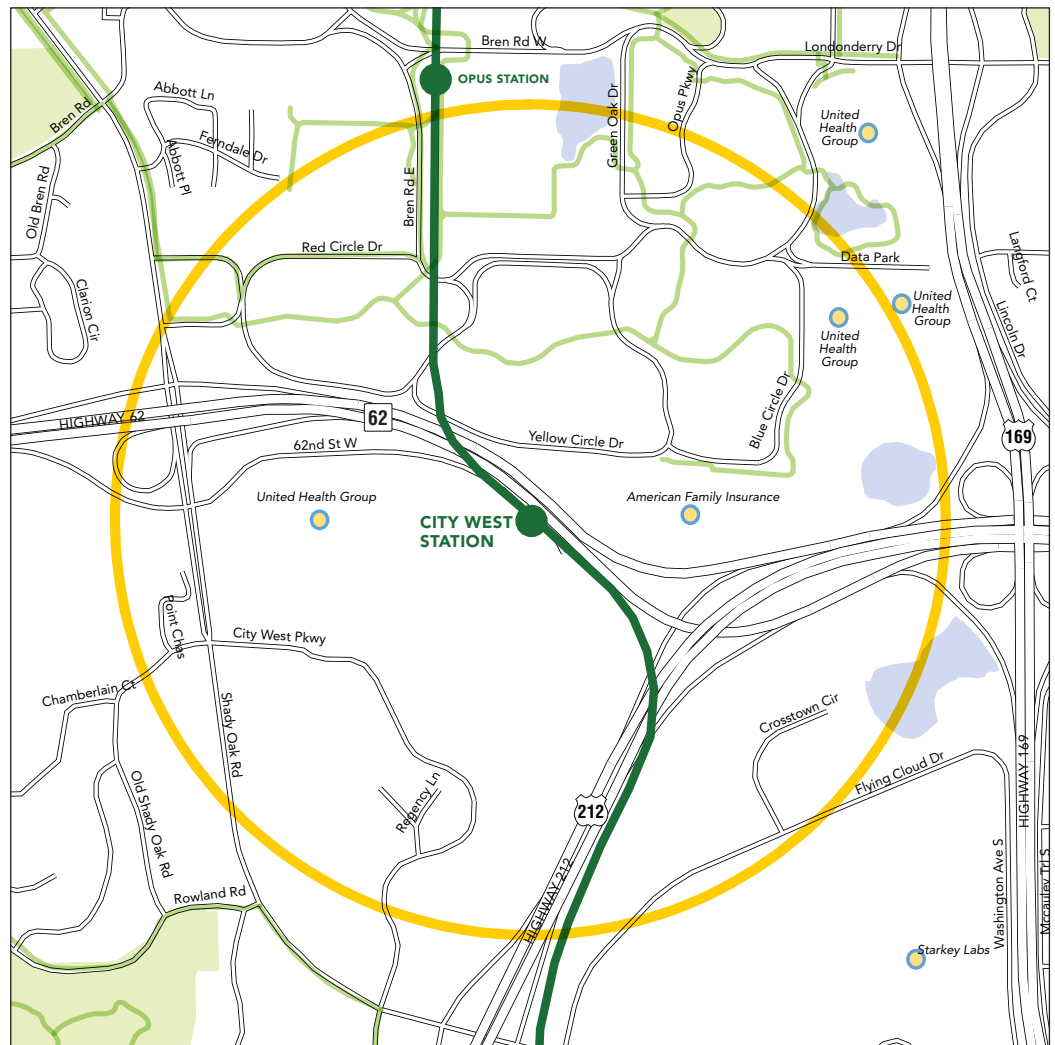 Bren Rd W
Londonderry Dr
OPUS STATION
Abbott Ln
Bren Rd
Ferndale Dr
Abbott Pl
Green Oak Dr
Opus Pkwy
United
Health
Group
Old Bren Rd
Bren Rd E
Red Circle Dr
Data Park
Langford Ct
Clarion Cir
United
Health
Group
United
Health
Group
Lincoln Dr
HIGHWAY 62
62
Yellow Circle Dr
Blue Circle Dr
62nd St W
169
United Health Group
American Family Insurance
CITY WEST
STATION
Point Chas
City West Pkwy
Chamberlain Ct
Shady Oak Rd
Crosstown Cir
Flying Cloud Dr
Old Shady Oak Rd
Regency Ln
212
HIGHWAY 169
HIGHWAY 212
Rowland Rd
Washington Ave S
Mccauley Trl S
Starkey Labs